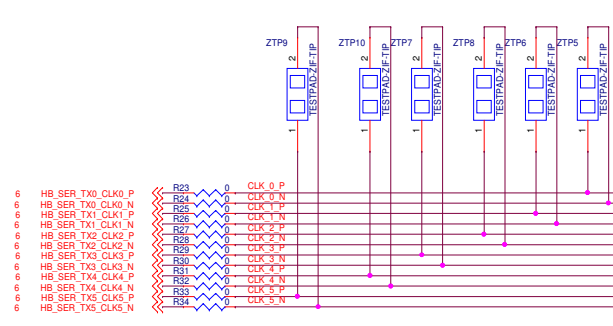 ZTP9 ZTP10 ZTP7 ZTP8 ZTP6 ZTP5
2 2 2 2 2 2
TESTPAD-ZIF-TIP TESTPAD-ZIF-TIP TESTPAD-ZIF-TIP TESTPAD-ZIF-TIP TESTPAD-ZIF-TIP TESTPAD-ZIF-TIP
1 1 1 1 1 1
6 HB_SER_TX0_CLK0_P R23 0 CLK_0_P
6 HB_SER_TX0_CLK0_N R24 0 CLK_0_N
6 HB_SER_TX1_CLK1_P R25 0 CLK_1_P
6 HB_SER_TX1_CLK1_N R26 0 CLK_1_N
6 HB_SER_TX2_CLK2_P R27 0 CLK_2_P
6 HB_SER_TX2_CLK2_N R28 0 CLK_2_N
6 HB_SER_TX3_CLK3_P R29 0 CLK_3_P
6 HB_SER_TX3_CLK3_N R30 0 CLK_3_N
6 HB_SER_TX4_CLK4_P R31 0 CLK_4_P
6 HB_SER_TX4_CLK4_N R32 0 CLK_4_N
6 HB_SER_TX5_CLK5_P R33 0 CLK_5_P
6 HB_SER_TX5_CLK5_N R34 0 CLK_5_N